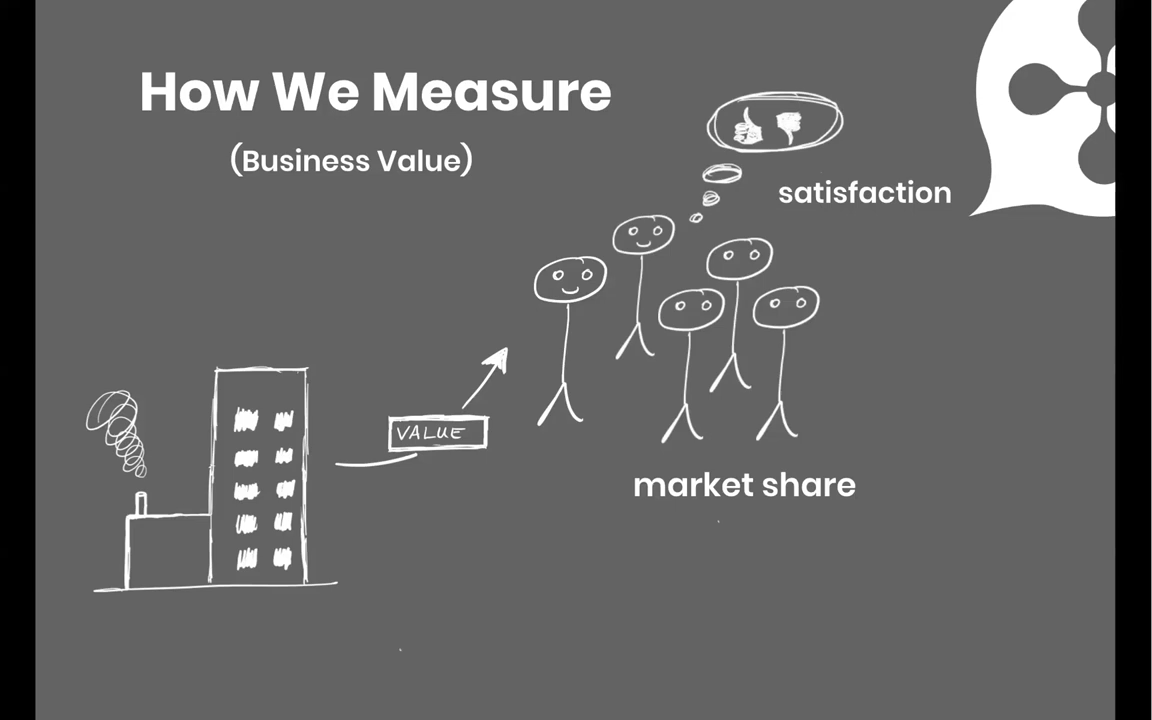 How We Measure
(Business Value)
satisfaction
VALUE
market share